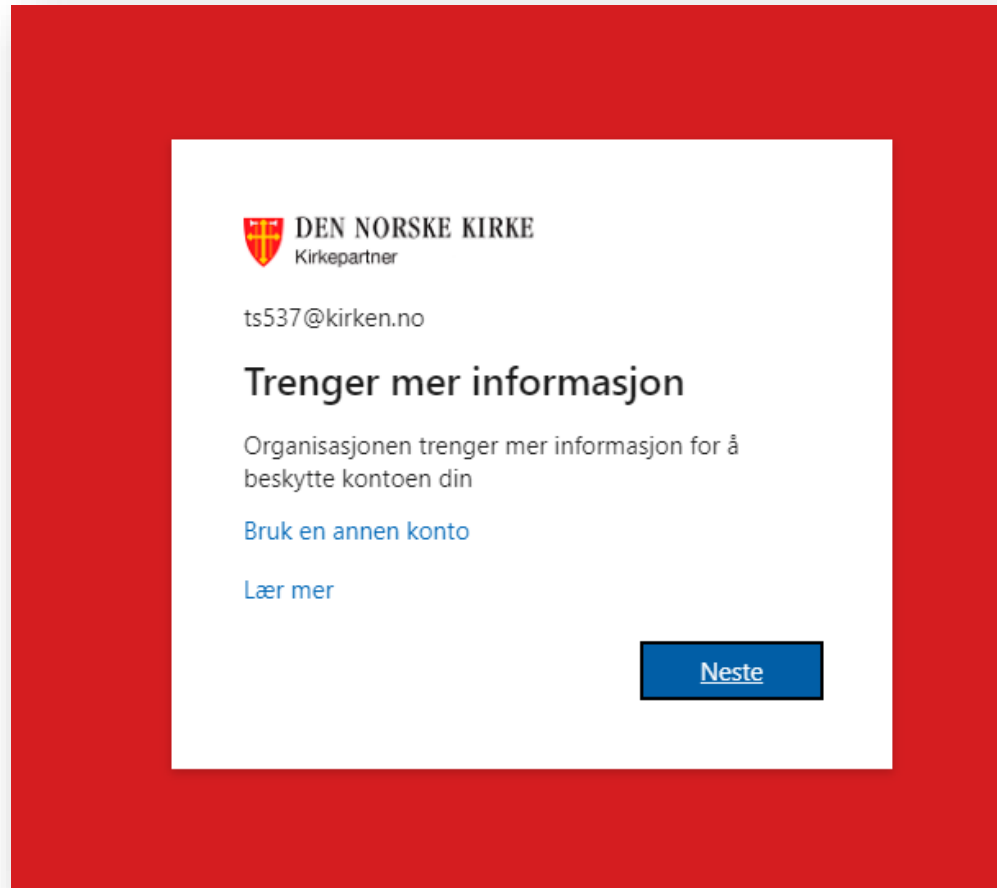 DEN NORSKE KIRKE
Kirkepartner
ts537@kirken.no
Trenger mer informasjon
Organisasjonen trenger mer informasjon for å
beskytte kontoen din
Bruk en annen konto
Lær mer
Neste